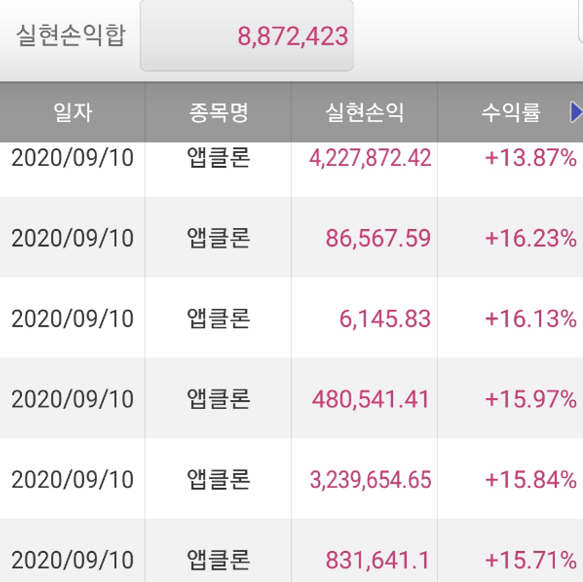 실현손익합 8,872,423
일자 종목명 실현손익 수익률
2020/09/10 앱클론 4,227,872.42 +13.87%
2020/09/10 앱클론 86,567.59 +16.23%
2020/09/10 앱클론 6,145.83 +16.13%
2020/09/10 앱클론 480,541.41 +15.97%
2020/09/10 앱클론 3,239,654.65 +15.84%
2020/09/10 앱클론 831,641.1 +15.71%